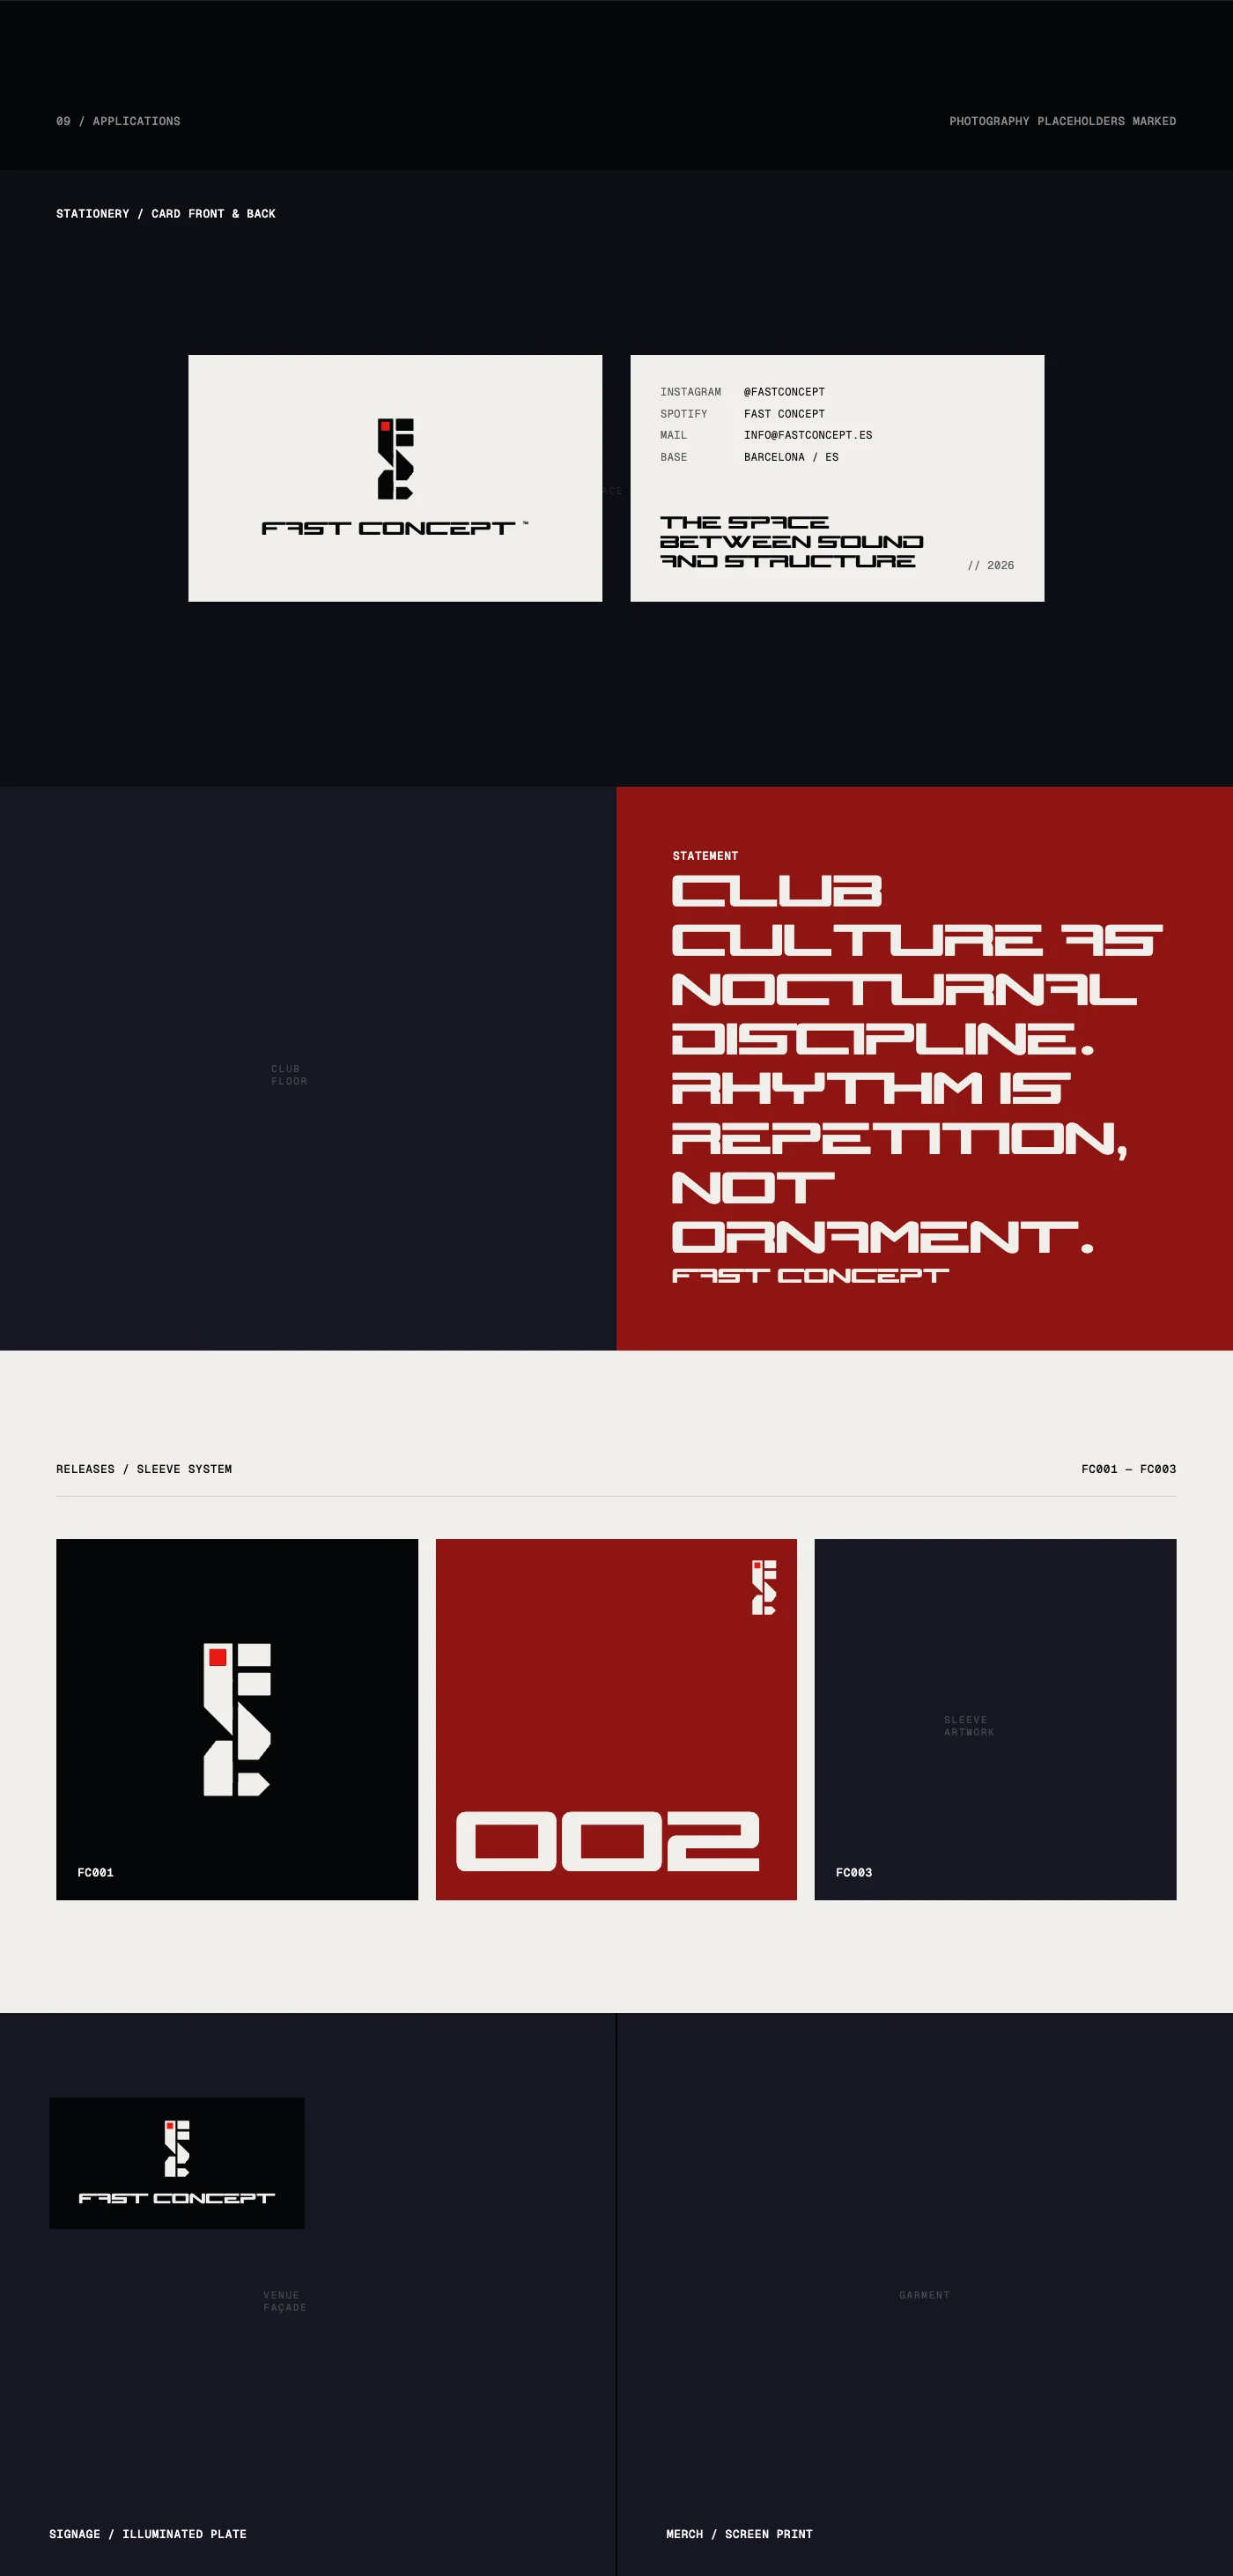 09 / APPLICATIONS
PHOTOGRAPHY PLACEHOLDERS MARKED
STATIONERY / CARD FRONT & BACK
FAST CONCEPT ™
INSTAGRAM @FASTCONCEPT
SPOTIFY FAST CONCEPT
MAIL INFO@FASTCONCEPT.ES
BASE BARCELONA / ES
THE SPACE
BETWEEN SOUND
AND STRUCTURE
// 2026
STATEMENT
CLUB
CULTURE AS
NOCTURNAL
DISCIPLINE.
RHYTHM IS
REPETITION,
NOT
ORNAMENT.
FAST CONCEPT
CLUB
FLOOR
RELEASES / SLEEVE SYSTEM
FC001 — FC003
FC001
002
SLEEVE
ARTWORK
FC003
FAST CONCEPT
VENUE
FAÇADE
GARMENT
SIGNAGE / ILLUMINATED PLATE
MERCH / SCREEN PRINT